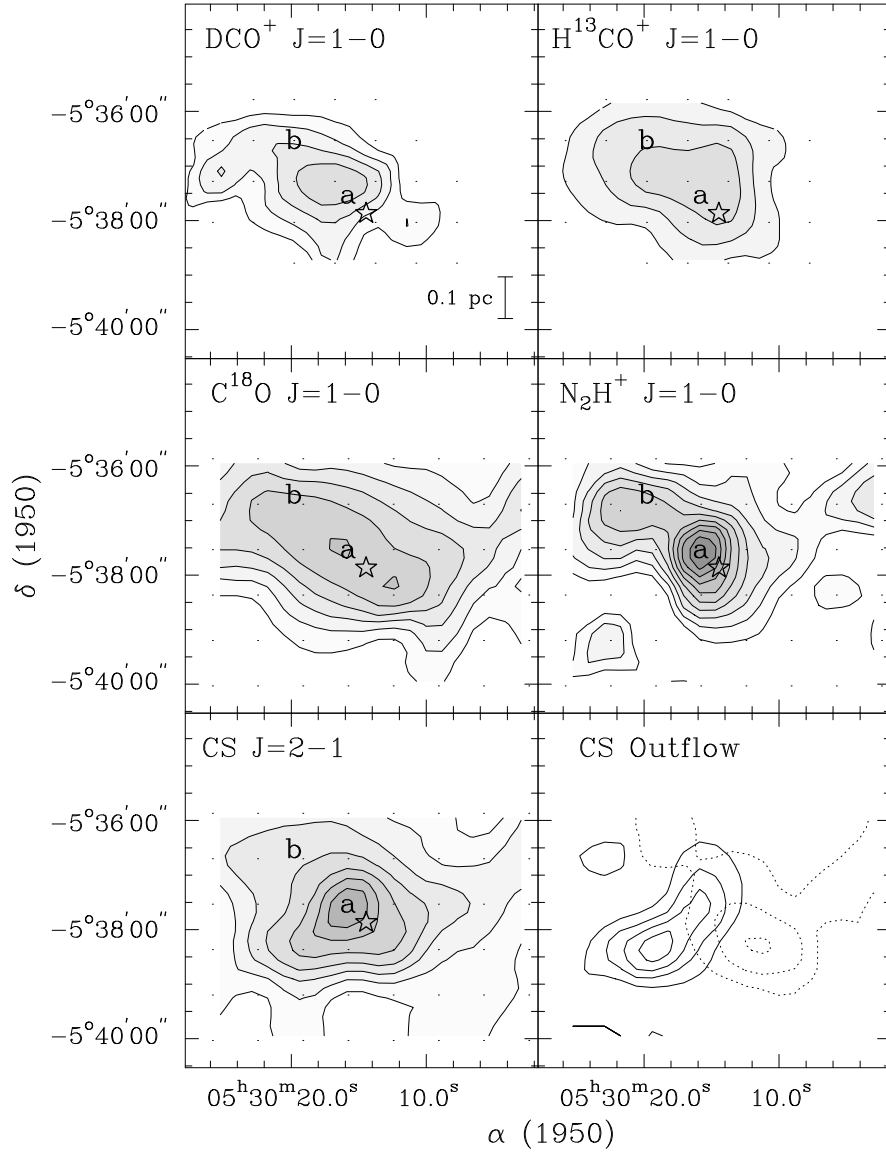 DCO⁺ J=1−0
H¹³CO⁺ J=1−0
−5°36′00″
b
b
a
a
−5°38′00″
0.1 pc
−5°40′00″
C¹⁸O J=1−0
N₂H⁺ J=1−0
−5°36′00″
b
b
a
a
−5°38′00″
−5°40′00″
δ (1950)
CS J=2−1
CS Outflow
−5°36′00″
b
a
−5°38′00″
−5°40′00″
05ʰ30ᵐ20.0ˢ
10.0ˢ
05ʰ30ᵐ20.0ˢ
10.0ˢ
α (1950)